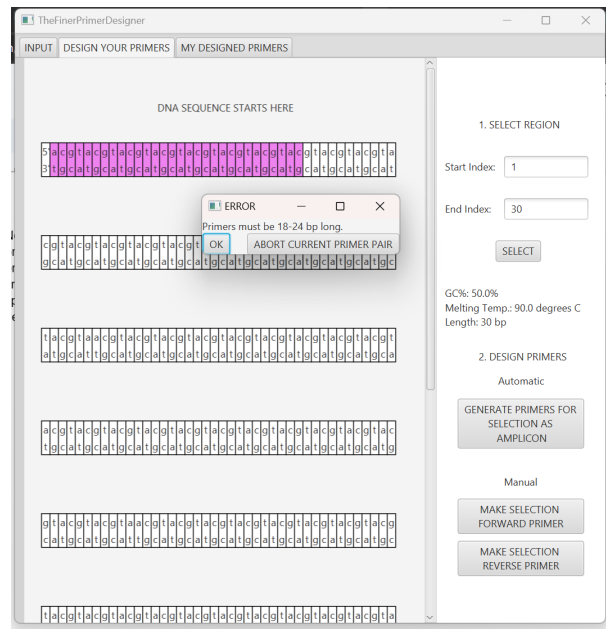 TheFinerPrimerDesigner
INPUT DESIGN YOUR PRIMERS MY DESIGNED PRIMERS
DNA SEQUENCE STARTS HERE
5'acgtacgtacgtacgtacgtacgtacgtacgtacgtacgta
3'tgcatgcatgcatgcatgcatgcatgcatgcatgcatgcat
cgtacgtacgtacgtacgt
gcatgcatgcatgcatgcatgcatgcatgcatgcatgcatgc
tacgtaacgtacgtacgtacgtacgtacgtacgtacgtacgt
atgcattgcatgcatgcatgcatgcatgcatgcatgcatgca
acgtacgtacgtacgtacgtacgtacgtacgtacgtacgtac
tgcatgcatgcatgcatgcatgcatgcatgcatgcatgcatg
gtacgtacgtaacgtacgtacgtacgtacgtacgtacgtacg
catgcatgcattgcatgcatgcatgcatgcatgcatgcatgc
tacgtacgtacgtacgtacgtacgtacgtacgtacgtacgta
ERROR
Primers must be 18-24 bp long.
OK ABORT CURRENT PRIMER PAIR
1. SELECT REGION
Start Index: 1
End Index: 30
SELECT
GC%: 50.0%
Melting Temp.: 90.0 degrees C
Length: 30 bp
2. DESIGN PRIMERS
Automatic
GENERATE PRIMERS FOR
SELECTION AS
AMPLICON
Manual
MAKE SELECTION
FORWARD PRIMER
MAKE SELECTION
REVERSE PRIMER